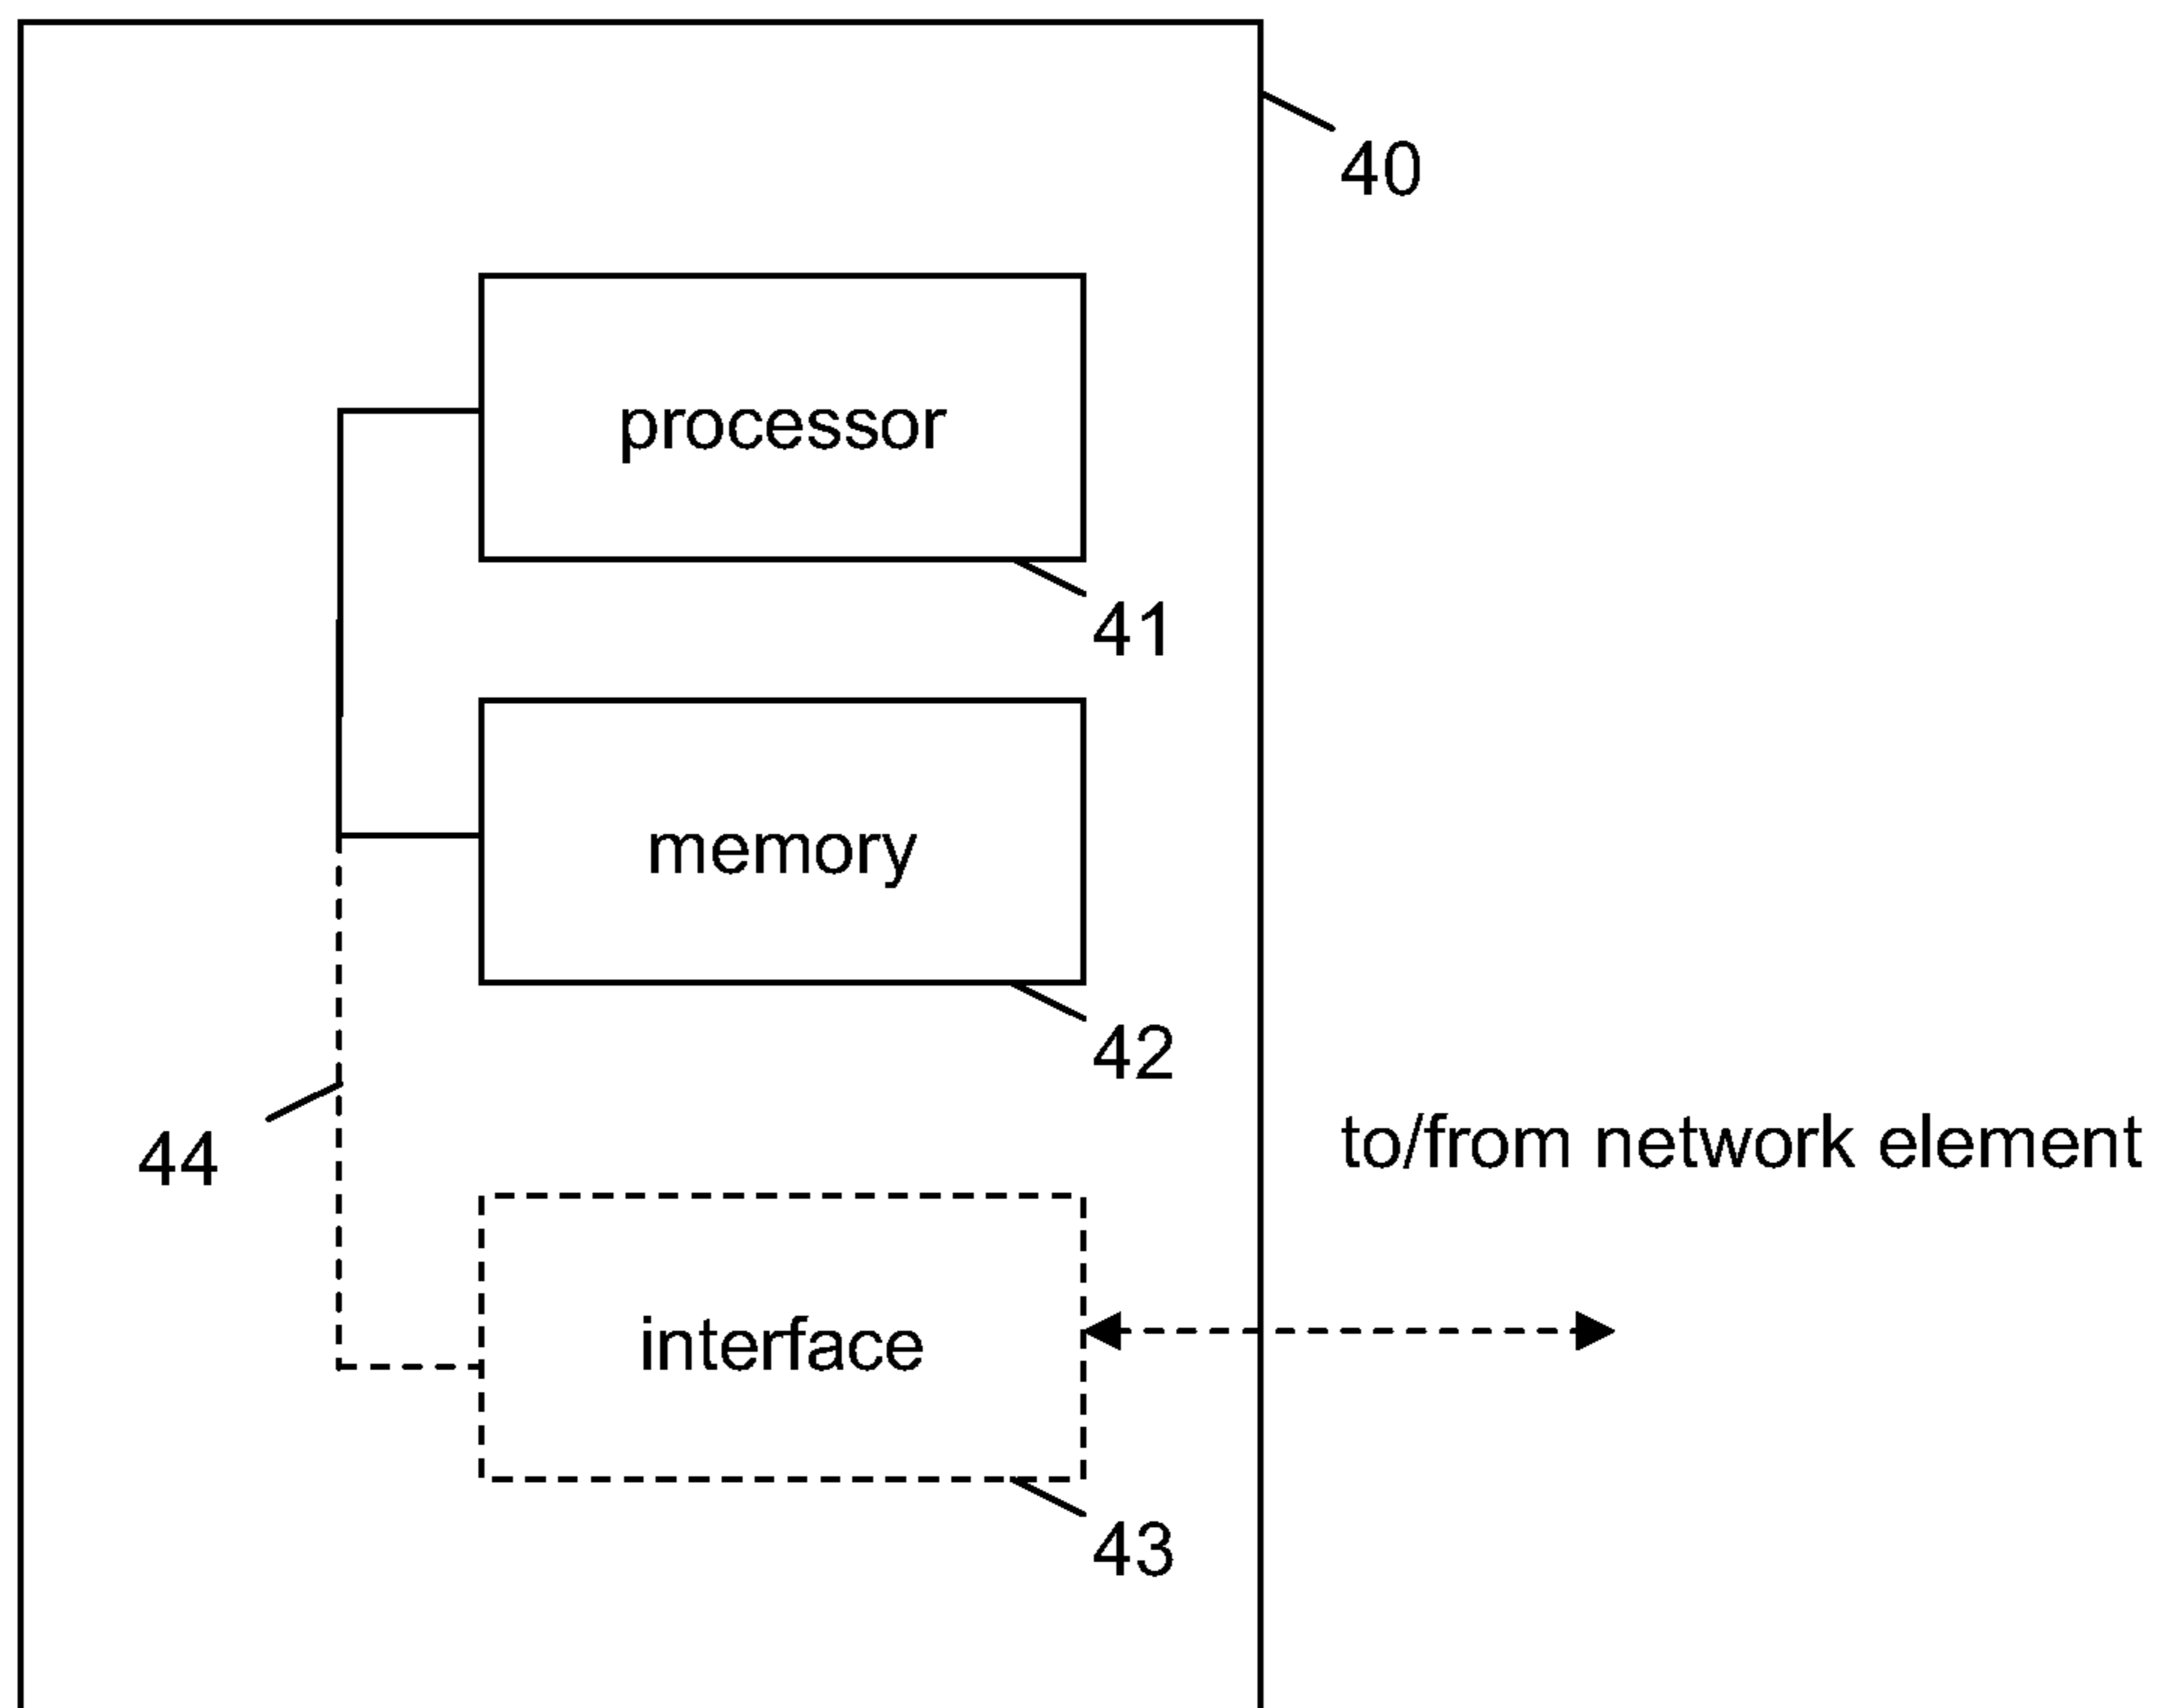 40
processor
41
memory
42
44
to/from network element
interface
43